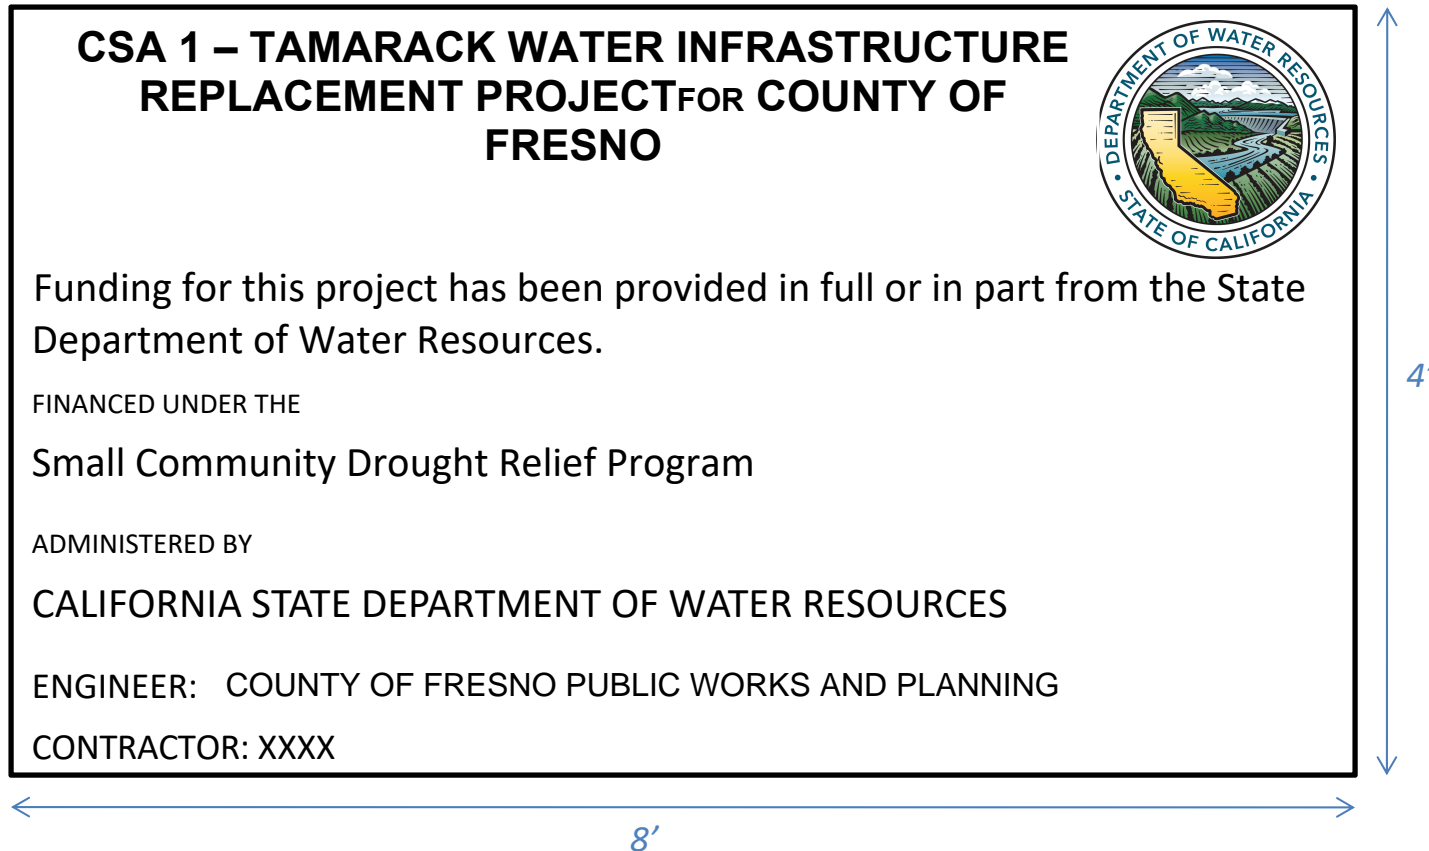 CSA 1 – TAMARACK WATER INFRASTRUCTURE
REPLACEMENT PROJECTFOR COUNTY OF
FRESNO
DEPARTMENT OF WATER RESOURCES
• STATE OF CALIFORNIA •
Funding for this project has been provided in full or in part from the State
Department of Water Resources.
FINANCED UNDER THE
Small Community Drought Relief Program
ADMINISTERED BY
CALIFORNIA STATE DEPARTMENT OF WATER RESOURCES
ENGINEER: COUNTY OF FRESNO PUBLIC WORKS AND PLANNING
CONTRACTOR: XXXX
4'
8’